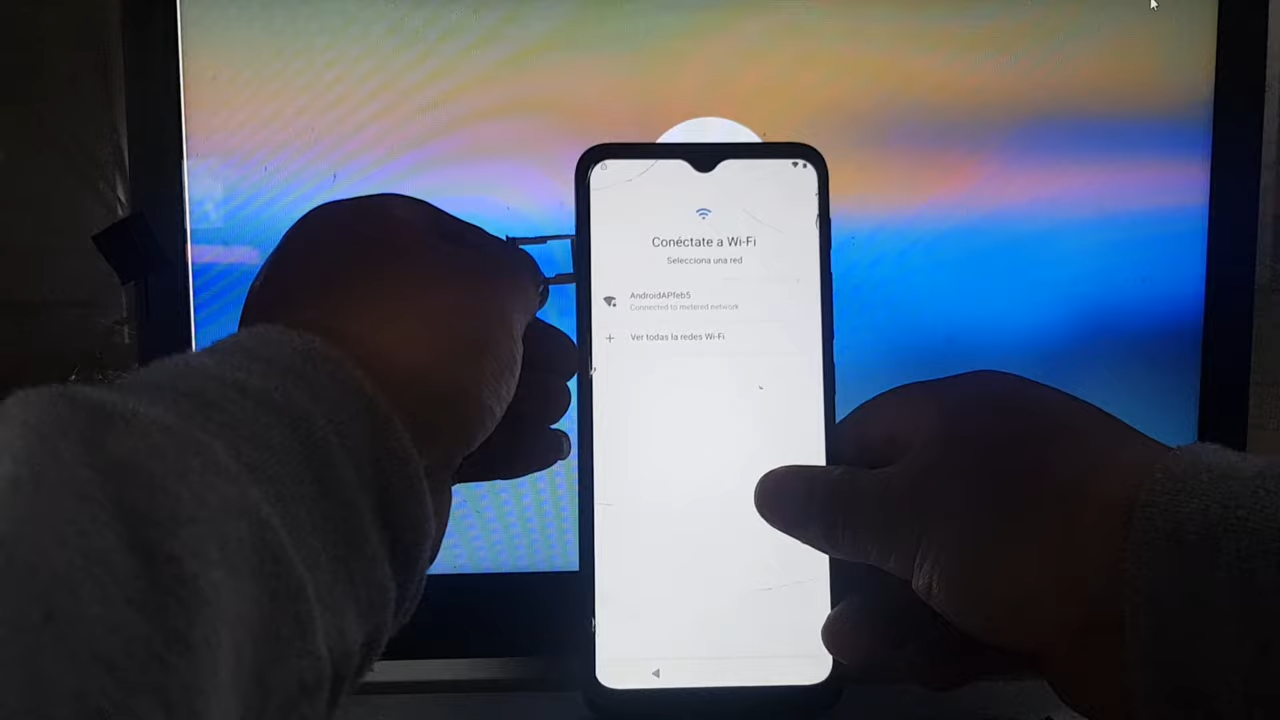 Conéctate a Wi-Fi
Selecciona una red
AndroidAPfeb5
Connected to metered network
Ver todas la redes Wi-Fi